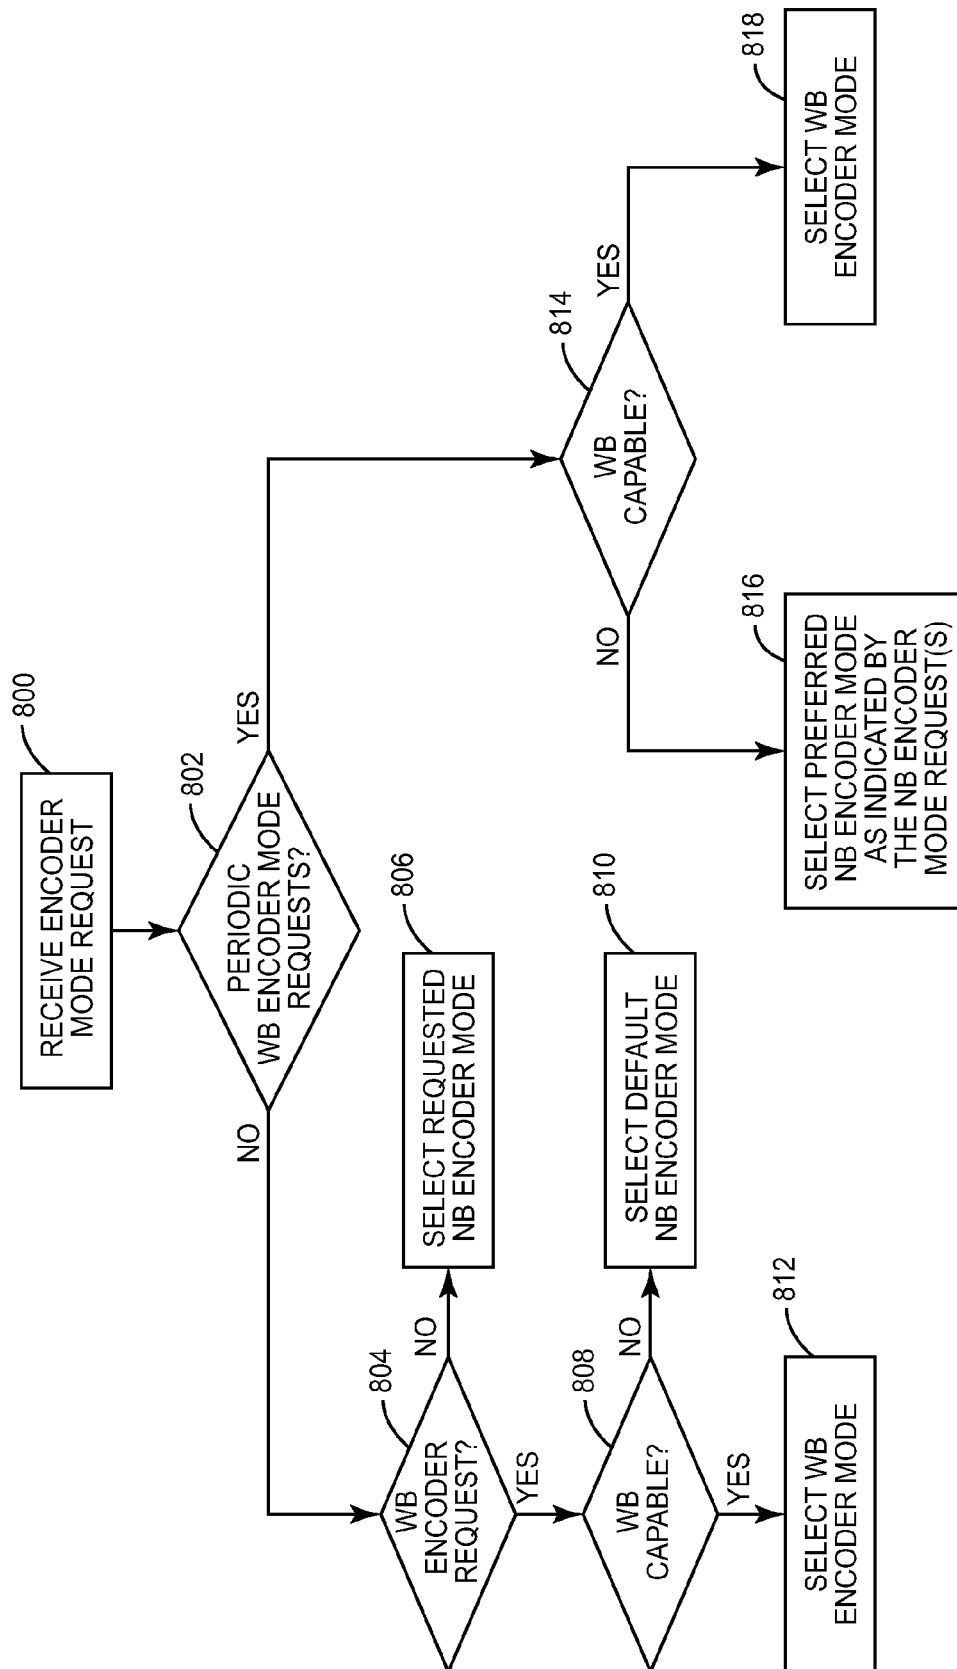 800
RECEIVE ENCODER
MODE REQUEST
802
PERIODIC
WB ENCODER MODE
REQUESTS?
NO
YES
804
WB
ENCODER
REQUEST?
NO
YES
806
SELECT REQUESTED
NB ENCODER MODE
808
WB
CAPABLE?
NO
YES
810
SELECT DEFAULT
NB ENCODER MODE
812
SELECT WB
ENCODER MODE
814
WB
CAPABLE?
NO
YES
816
SELECT PREFERRED
NB ENCODER MODE
AS INDICATED BY
THE NB ENCODER
MODE REQUEST(S)
818
SELECT WB
ENCODER MODE